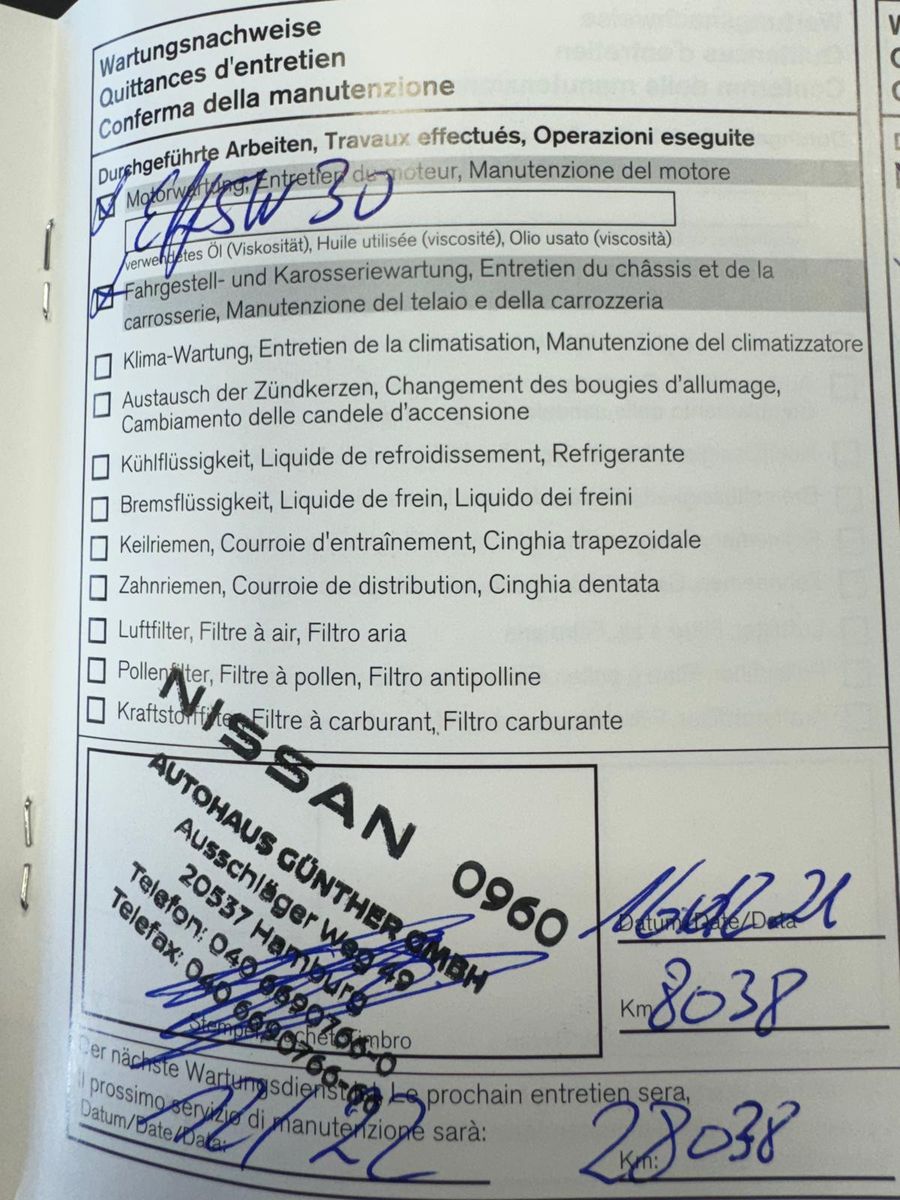 Wartungsnachweise
Quittances d'entretien
Conferma della manutenzione
Durchgeführte Arbeiten, Travaux effectués, Operazioni eseguite
Motorwartung, Entretien de moteur, Manutenzione del motore
5W30
verwendetes Öl (Viskosität), Huile utilisée (viscosité), Olio usato (viscosità)
Fahrgestell- und Karosseriewartung, Entretien du châssis et de la
carrosserie, Manutenzione del telaio e della carrozzeria
Klima-Wartung, Entretien de la climatisation, Manutenzione del climatizzatore
Austausch der Zündkerzen, Changement des bougies d'allumage,
Cambiamento delle candele d'accensione
Kühlflüssigkeit, Liquide de refroidissement, Refrigerante
Bremsflüssigkeit, Liquide de frein, Liquido dei freini
Keilriemen, Courroie d'entraînement, Cinghia trapezoidale
Zahnriemen, Courroie de distribution, Cinghia dentata
Luftfilter, Filtre à air, Filtro aria
Pollenfilter, Filtre à pollen, Filtro antipolline
Kraftstofffilter, Filtre à carburant, Filtro carburante
NISSAN 0960
AUTOHAUS GÜNTHER GMBH
Ausschläger Weg 49
20537 Hamburg
Telefon: 040 6690766-0
Telefax: 040 6690766-
21
Datum/Date/Data
Km 8038
Stempel, Cachet, Timbro
Der nächste Wartungsdienst ist, Le prochain entretien sera,
Il prossimo servizio di manutenzione sarà:
Datum/Date/Data: 22
Km: 28038